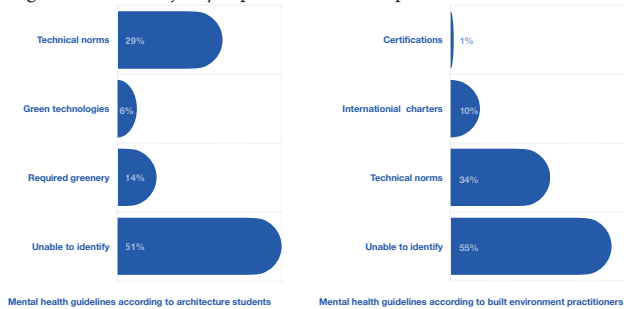 Technical norms
29%
Green technologies
6%
Required greenery
14%
Unable to identify
51%
Mental health guidelines according to architecture students
Certifications
1%
Internationial charters
10%
Technical norms
34%
Unable to identify
55%
Mental health guidelines according to built environment practitioners